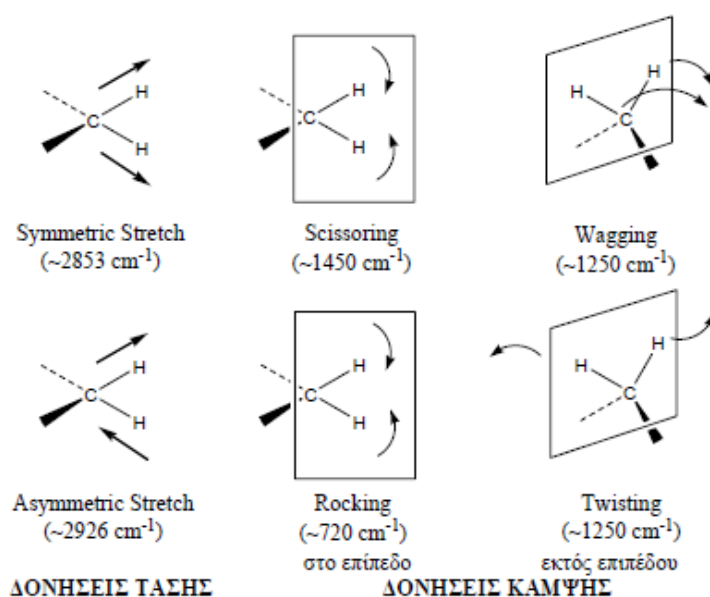 H
C
H
Symmetric Stretch
(~2853 cm-1)
H
C
H
Scissoring
(~1450 cm-1)
H
H
C
Wagging
(~1250 cm-1)
H
C
H
Asymmetric Stretch
(~2926 cm-1)
H
C
H
Rocking
(~720 cm-1)
στο επίπεδο
H
H
C
Twisting
(~1250 cm-1)
εκτός επιπέδου
ΔΟΝΗΣΕΙΣ ΤΑΣΗΣ
ΔΟΝΗΣΕΙΣ ΚΑΜΨΗΣ